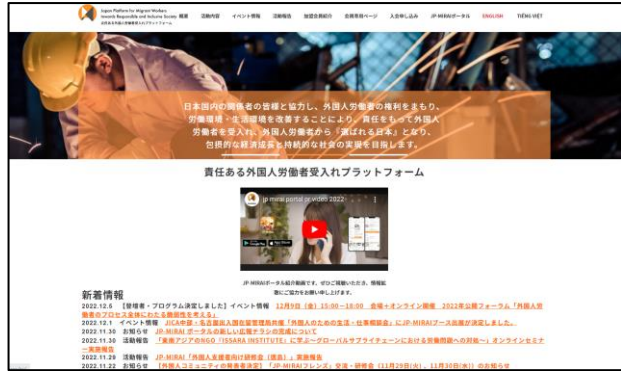 Japan Platform for Migrant Workers
towards Responsible and Inclusive Society
責任ある外国人労働者受入れプラットフォーム
概要 活動内容 イベント情報 活動報告 加盟会員紹介 会員専用ページ 入会申し込み JP-MIRAIポータル ENGLISH TIẾNG VIỆT
日本国内の関係者の皆様と協力し、外国人労働者の権利をまもり、
労働環境・生活環境を改善することにより、責任をもって外国人
労働者を受入れ、外国人労働者から「選ばれる日本」となり、
包摂的な経済成長と持続的な社会の実現を目指します。
責任ある外国人労働者受入れプラットフォーム
jp mirai portal or video 2022-
Google Play
App Store
JP-MIRAIポータル紹介動画です。ぜひご視聴いただき、情報拡
散にご協力をお願い申し上げます。
新着情報
2022.12.5 【登壇者・プログラム決定しました】イベント情報 12月9日（金）15:00-18:00 会場＋オンライン開催 2022年公開フォーラム「外国人労
働者のプロセス全体にわたる脆弱性を考える」
2022.12.1 イベント情報 JICA中部・名古屋出入国在留管理局共催「外国人のための生活・仕事相談会」にJP-MIRAIブース出展が決定しました。
2022.11.30 お知らせ JP-MIRAI ポータルの新しい広報チラシの完成について
2022.11.30 活動報告 「東南アジアのNGO「ISSARA INSTITUTE」に学ぶ～グローバルサプライチェーンにおける労働問題への対処～」オンラインセミナ
ー実施報告
2022.11.29 活動報告 JP-MIRAI「外国人支援者向け研修会（徳島）」実施報告
2022.11.22 お知らせ 【外国人コミュニティの発表者決定】「JP-MIRAIフレンズ」交流・研修会（11月29日(火)、11月30日(水)）のお知らせ